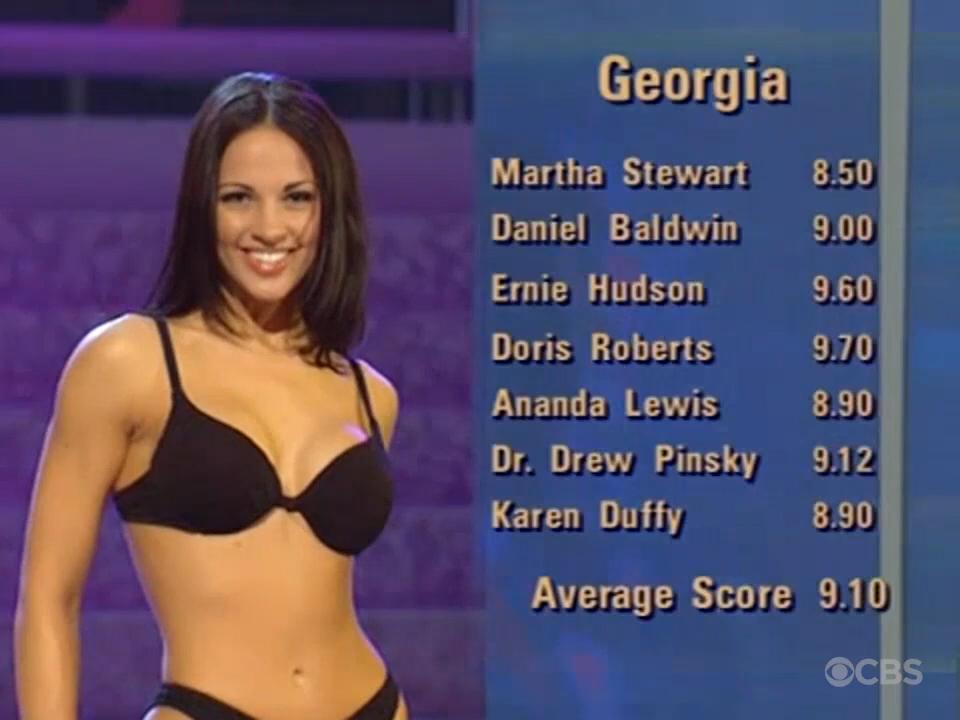 Georgia
Martha Stewart 8.50
Daniel Baldwin 9.00
Ernie Hudson 9.60
Doris Roberts 9.70
Ananda Lewis 8.90
Dr. Drew Pinsky 9.12
Karen Duffy 8.90
Average Score 9.10
CBS